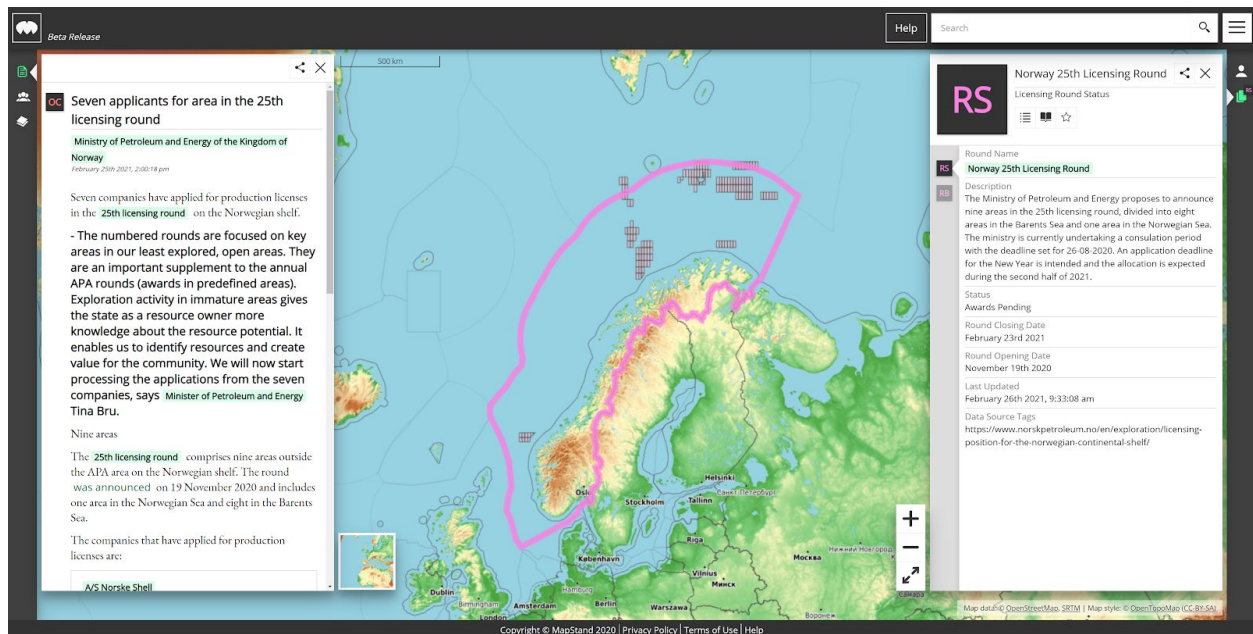 Beta Release
Help
Search
500 km
OC
Seven applicants for area in the 25th
licensing round
Ministry of Petroleum and Energy of the Kingdom of
Norway
February 25th 2021, 2:00:18 pm
Seven companies have applied for production licenses
in the 25th licensing round on the Norwegian shelf.
- The numbered rounds are focused on key
areas in our least explored, open areas. They
are an important supplement to the annual
APA rounds (awards in predefined areas).
Exploration activity in immature areas gives
the state as a resource owner more
knowledge about the resource potential. It
enables us to identify resources and create
value for the community. We will now start
processing the applications from the seven
companies, says Minister of Petroleum and Energy
Tina Bru.
Nine areas
The 25th licensing round comprises nine areas outside
the APA area on the Norwegian shelf. The round
was announced on 19 November 2020 and includes
one area in the Norwegian Sea and eight in the Barents
Sea.
The companies that have applied for production
licenses are:
A/S Norske Shell
Helsinki
Санкт-Петербург
Oslo
Stockholm
Tallinn
Riga
Нижний Новгород
Москва
København
Vilnius
Минск
Самара
Dublin
Hamburg
Birmingham
Amsterdam
Berlin
Warszawa
Воронеж
London
RS
Norway 25th Licensing Round
Licensing Round Status
RS
RB
RS
Round Name
Norway 25th Licensing Round
Description
The Ministry of Petroleum and Energy proposes to announce
nine areas in the 25th licensing round, divided into eight
areas in the Barents Sea and one area in the Norwegian Sea.
The ministry is currently undertaking a consulation period
with the deadline set for 26-08-2020. An application deadline
for the New Year is intended and the allocation is expected
during the second half of 2021.
Status
Awards Pending
Round Closing Date
February 23rd 2021
Round Opening Date
November 19th 2020
Last Updated
February 26th 2021, 9:33:08 am
Data Source Tags
https://www.norskpetroleum.no/en/exploration/licensing-
position-for-the-norwegian-continental-shelf/
Map data: © OpenStreetMap, SRTM | Map style: © OpenTopoMap (CC-BY-SA)
Copyright © MapStand 2020 | Privacy Policy | Terms of Use | Help